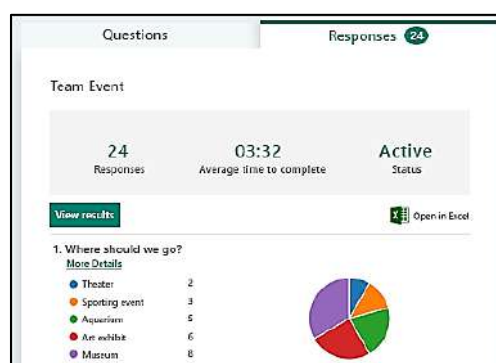 Questions
Responses 24
Team Event
24 03:32 Active
Responses Average time to complete Status
View results Open in Excel
1. Where should we go?
More Details
Theater 2
Sporting event 3
Aquarium 5
Art exhibit 6
Museum 8